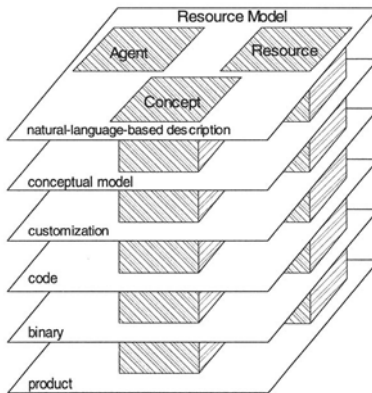 Resource Model
Agent
Resource
Concept
natural-language-based description
conceptual model
customization
code
binary
product